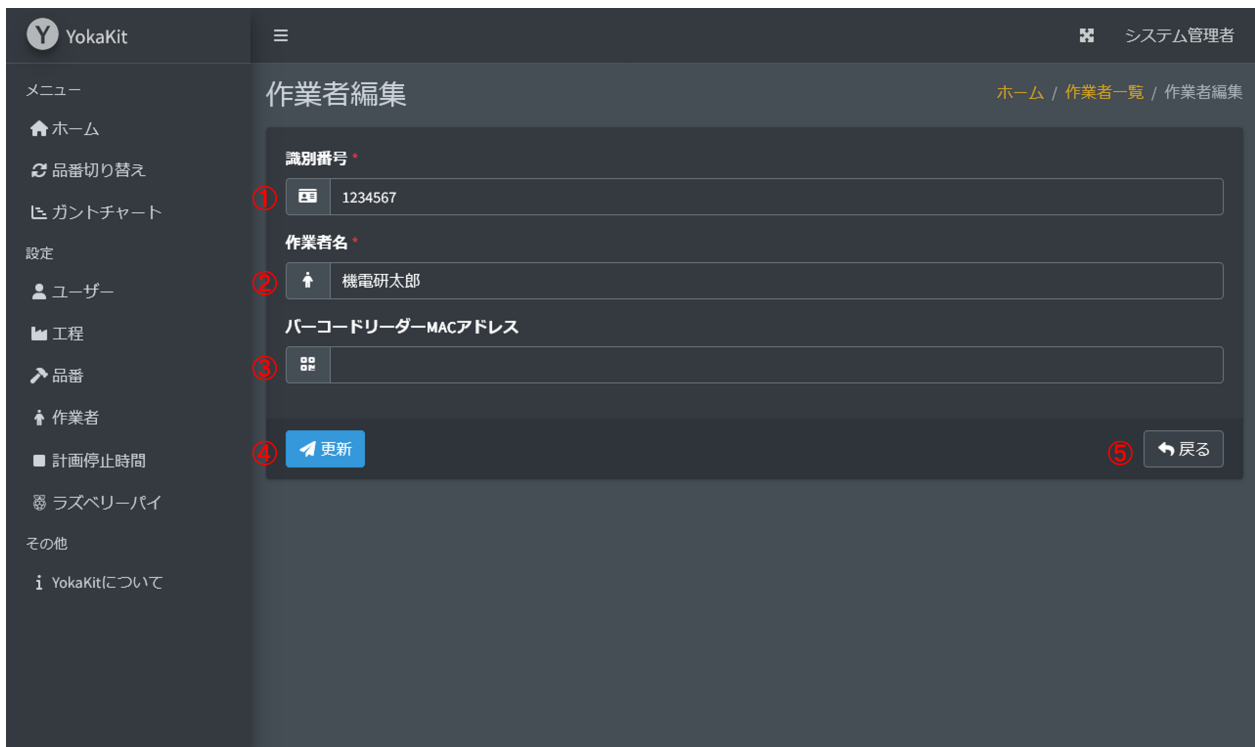 Y YokaKit
システム管理者
メニュー
ホーム
品番切り替え
ガントチャート
設定
ユーザー
工程
品番
作業者
計画停止時間
ラズベリーパイ
その他
YokaKitについて
作業者編集
ホーム / 作業者一覧 / 作業者編集
識別番号 *
① 1234567
作業者名 *
② 機電研太郎
バーコードリーダーMACアドレス
③
④ 更新
⑤ 戻る